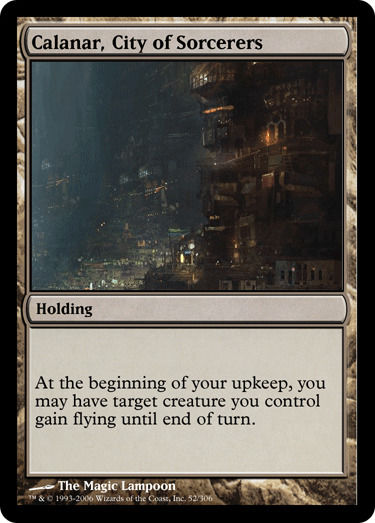 Calanar, City of Sorcerers
Holding
At the beginning of your upkeep, you
may have target creature you control
gain flying until end of turn.
The Magic Lampoon
™ & © 1993-2006 Wizards of the Coast, Inc. 52/306